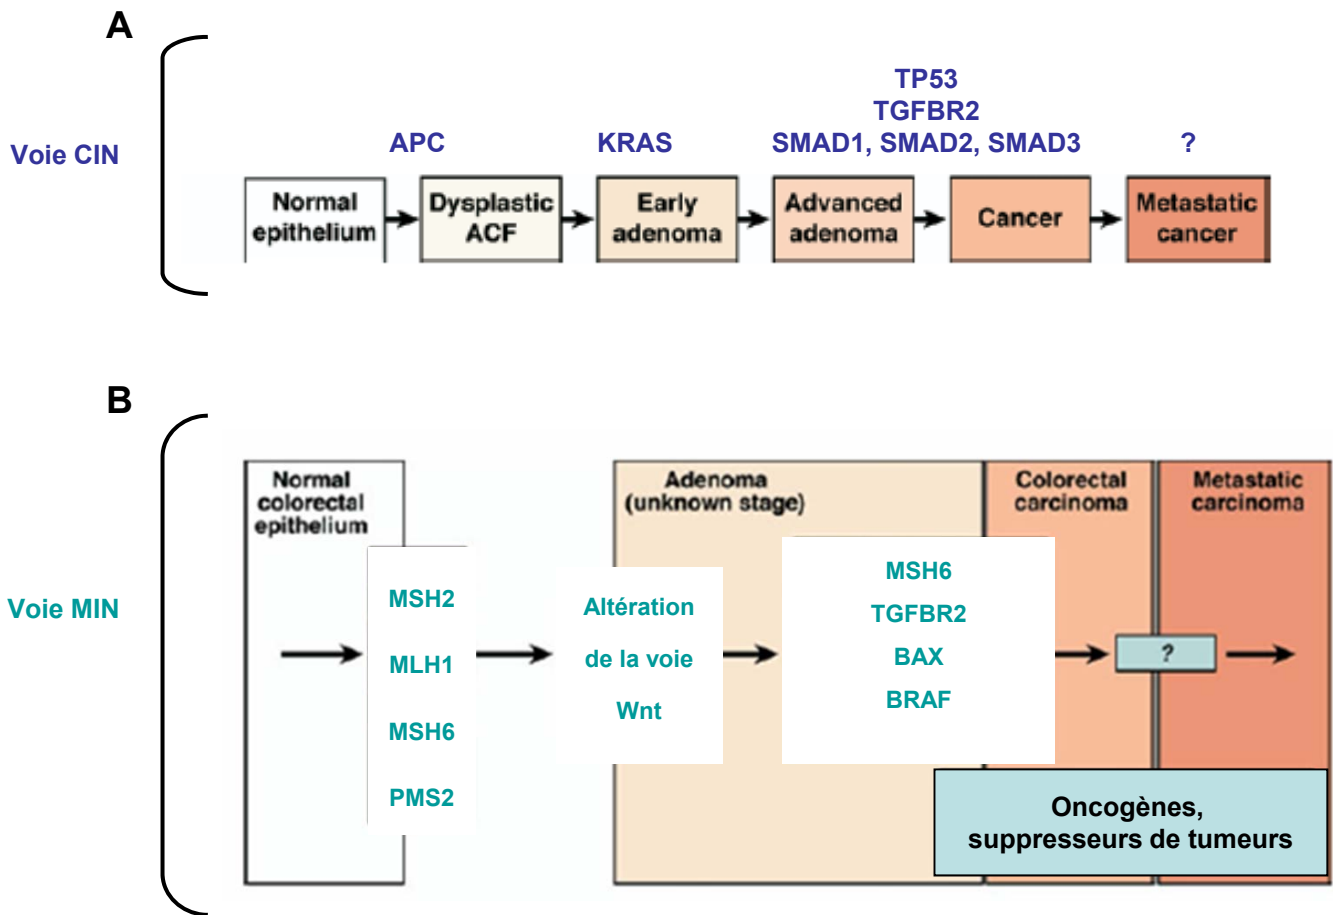 A
TP53
TGFBR2
Voie CIN
APC
KRAS
SMAD1, SMAD2, SMAD3
?
Normal
epithelium
Dysplastic
ACF
Early
adenoma
Advanced
adenoma
Cancer
Metastatic
cancer
B
Voie MIN
Normal
colorectal
epithelium
Adenoma
(unknown stage)
Colorectal
carcinoma
Metastatic
carcinoma
MSH2
MLH1
MSH6
PMS2
Altération
de la voie
Wnt
MSH6
TGFBR2
BAX
BRAF
?
Oncogènes,
suppresseurs de tumeurs